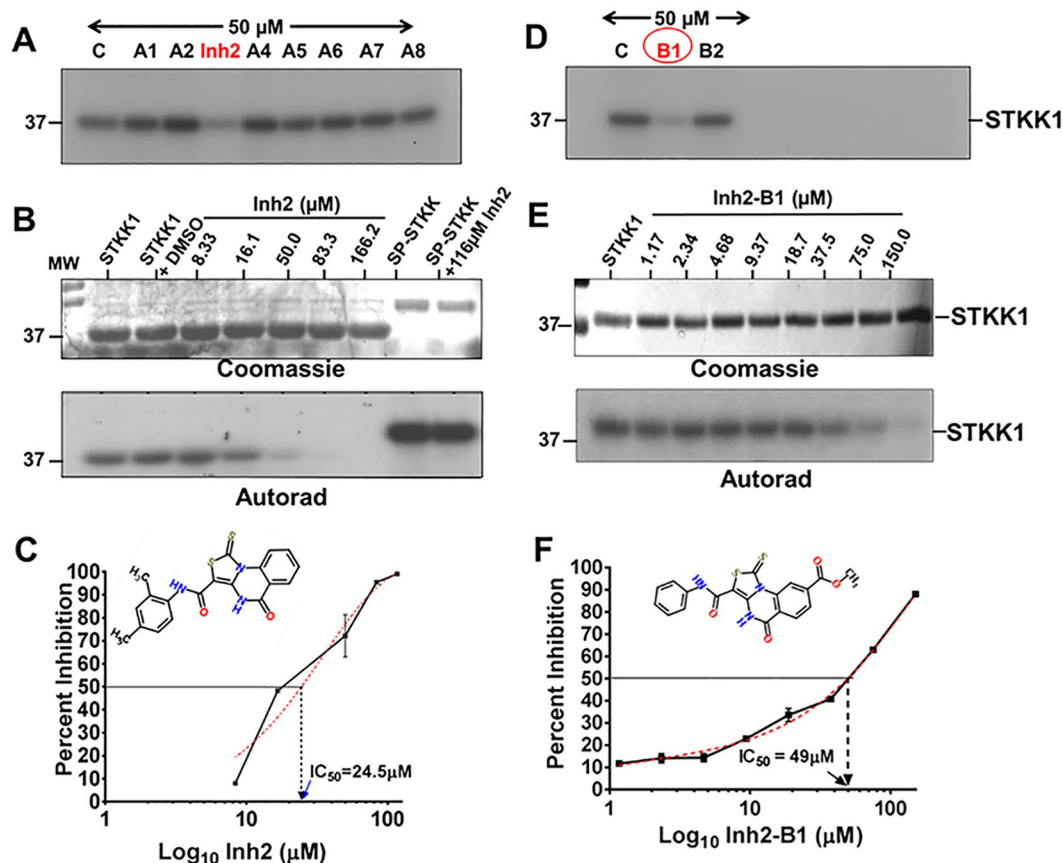 A
50 μM
C A1 A2 Inh2 A4 A5 A6 A7 A8
37
D
50 μM
C B1 B2
37
STKK1
B
Inh2 (μM)
MW
STKK1
STKK1 + DMSO
8.33
16.1
50.0
83.3
166.2
SP-STKK
SP-STKK +116μM Inh2
37
Coomassie
37
Autorad
E
Inh2-B1 (μM)
STKK1
1.17
2.34
4.68
9.37
18.7
37.5
75.0
150.0
37
STKK1
Coomassie
37
STKK1
Autorad
C
Percent Inhibition
100
90
80
70
60
50
40
30
20
10
0
1 10 100
H₃C
H₃C
HN
O
S
S
N
N
H
O
IC₅₀=24.5μM
Log₁₀ Inh2 (μM)
F
Percent Inhibition
100
90
80
70
60
50
40
30
20
10
0
1 10 100
HN
O
S
S
N
N
H
O
O
O
CH₃
IC₅₀ = 49μM
Log₁₀ Inh2-B1 (μM)